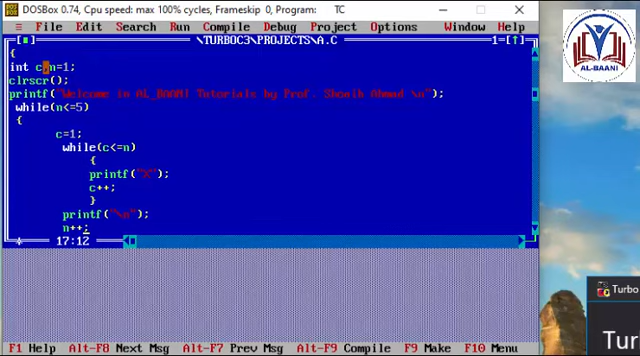 DOSBox 0.74, Cpu speed: max 100% cycles, Frameskip 0, Program: TC
≡ File Edit Search Run Compile Debug Project Options Window Help
[■] \TURBOC3\PROJECTS\A.C 1=[↑]
{
int c,n=1;
clrscr();
printf("Welcome in AL_BAANI Tutorials by Prof. Shoaib Ahmad \n");
while(n<=5)
{
c=1;
while(c<=n)
{
printf("X");
c++;
}
printf("\n");
n++;
17:12
F1 Help Alt-F8 Next Msg Alt-F7 Prev Msg Alt-F9 Compile F9 Make F10 Menu
AL-BAANI
Turbo
Tur